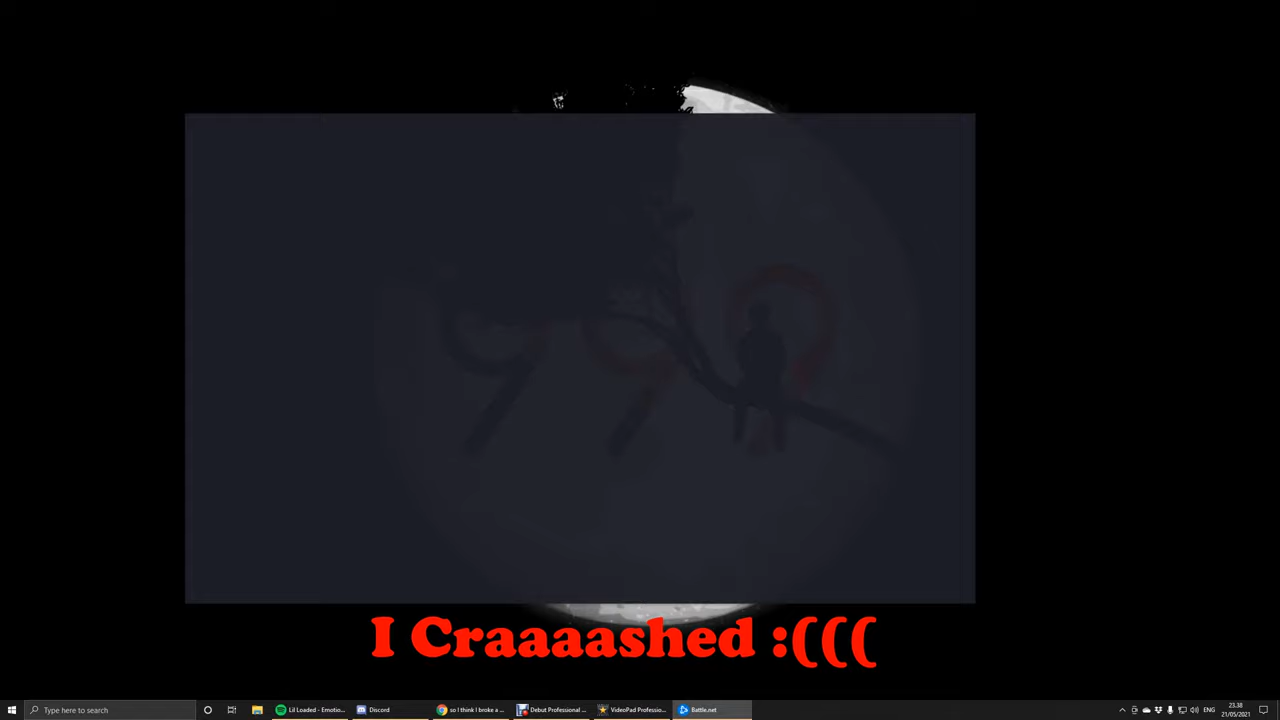 999
I Craaaashed :(((
Type here to search
Lil Loaded - Emotio...
Discord
so I think I broke a ...
Debut Professional ...
VideoPad Professio...
Battle.net
ENG
23.38
21/05/2021